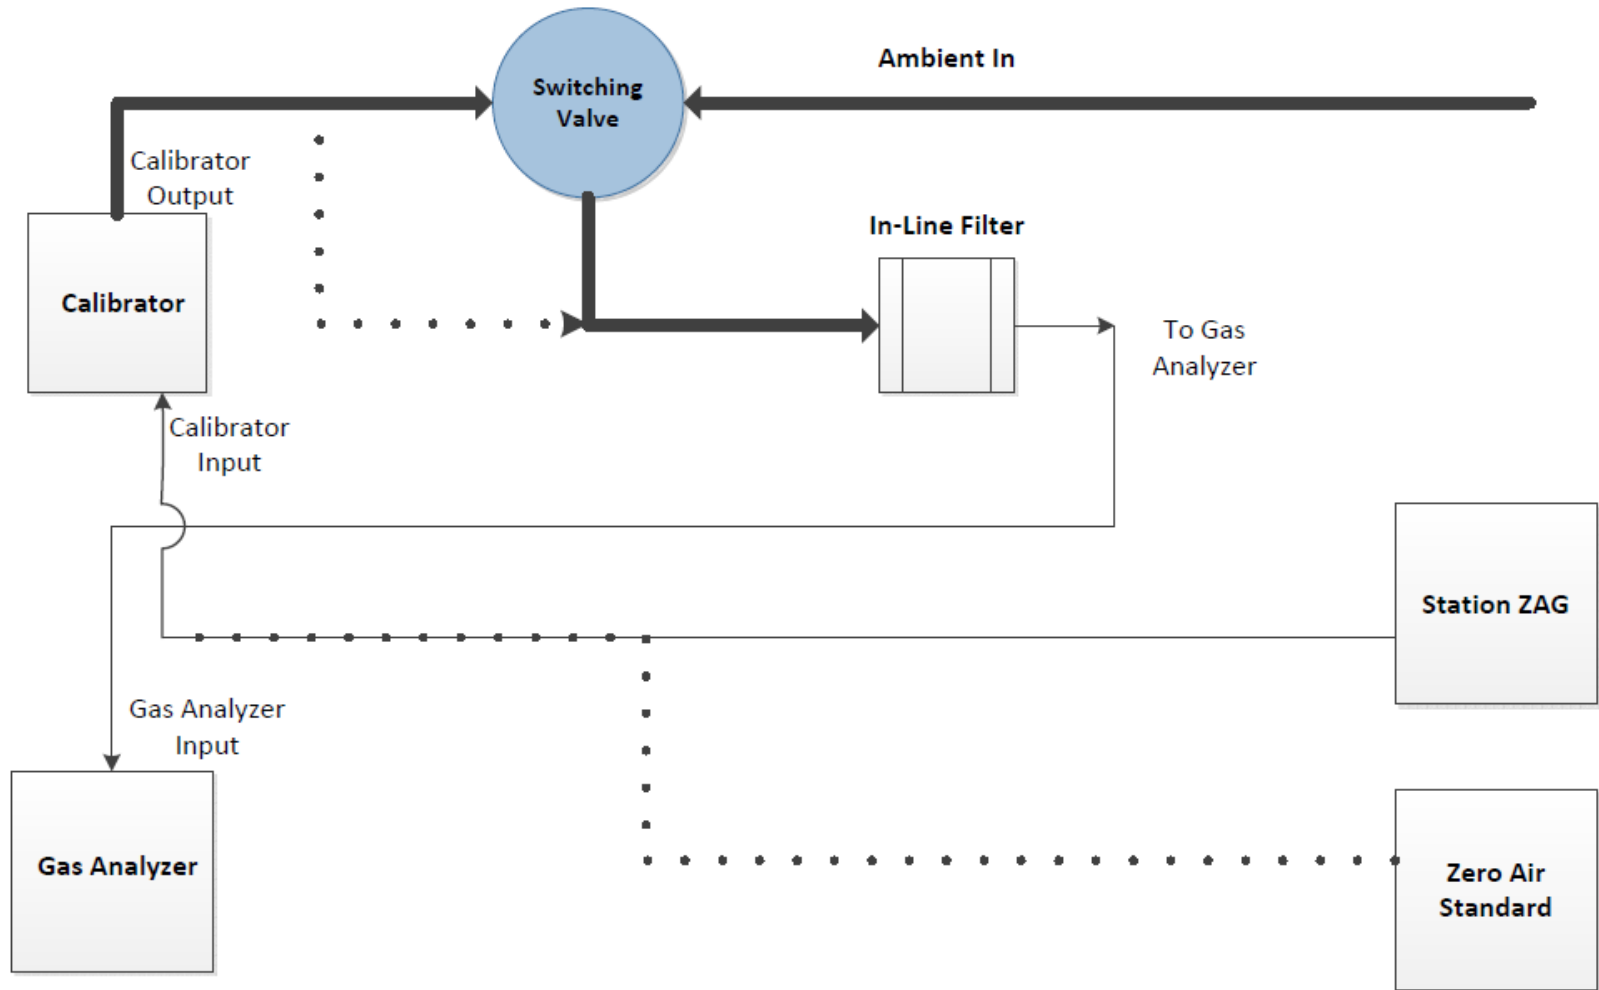 Ambient In
Switching
Valve
Calibrator
Output
In-Line Filter
Calibrator
To Gas
Analyzer
Calibrator
Input
Station ZAG
Gas Analyzer
Input
Gas Analyzer
Zero Air
Standard